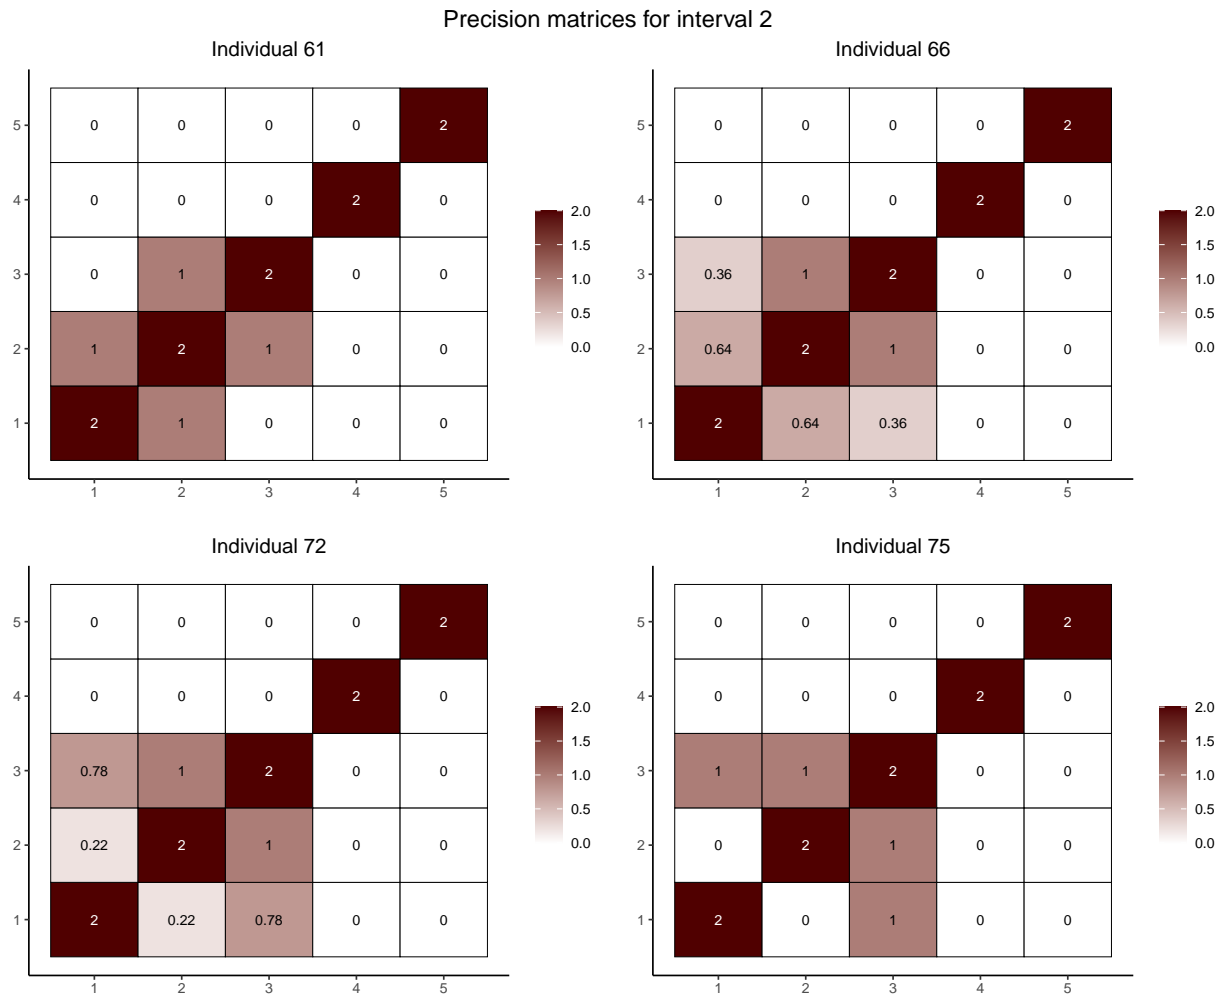 Precision matrices for interval 2
Individual 61
5 0 0 0 0 2
4 0 0 0 2 0
3 0 1 2 0 0
2 1 2 1 0 0
1 2 1 0 0 0
1 2 3 4 5
2.0
1.5
1.0
0.5
0.0
Individual 66
5 0 0 0 0 2
4 0 0 0 2 0
3 0.36 1 2 0 0
2 0.64 2 1 0 0
1 2 0.64 0.36 0 0
1 2 3 4 5
2.0
1.5
1.0
0.5
0.0
Individual 72
5 0 0 0 0 2
4 0 0 0 2 0
3 0.78 1 2 0 0
2 0.22 2 1 0 0
1 2 0.22 0.78 0 0
1 2 3 4 5
2.0
1.5
1.0
0.5
0.0
Individual 75
5 0 0 0 0 2
4 0 0 0 2 0
3 1 1 2 0 0
2 0 2 1 0 0
1 2 0 1 0 0
1 2 3 4 5
2.0
1.5
1.0
0.5
0.0